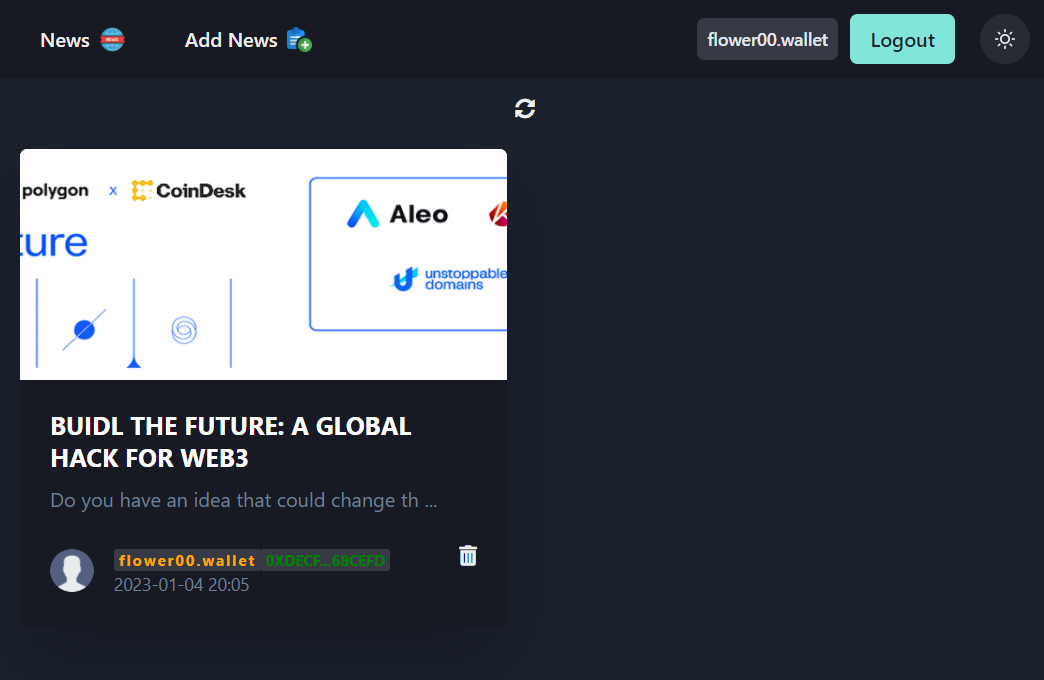 News NEWS Add News flower00.wallet Logout
polygon x CoinDesk
Aleo
ture
unstoppable
domains
BUIDL THE FUTURE: A GLOBAL
HACK FOR WEB3
Do you have an idea that could change th ...
flower00.wallet 0XDECF...68CEFD
2023-01-04 20:05